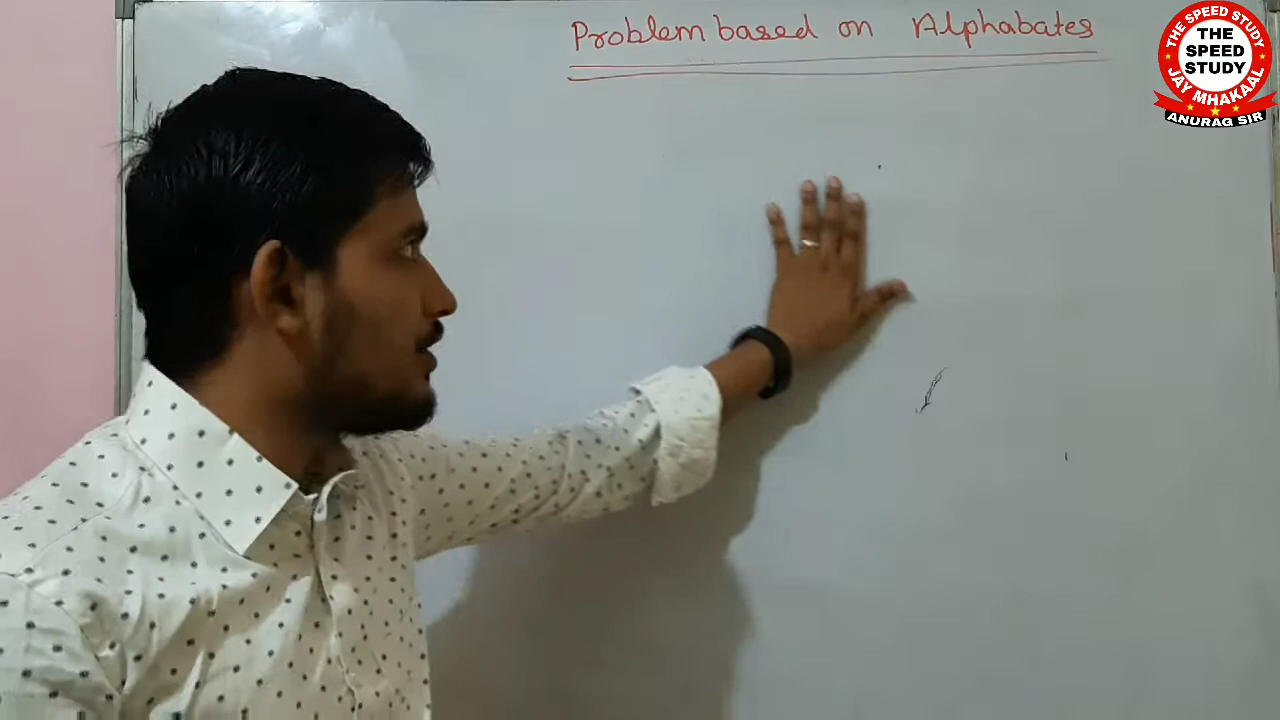 Problem based on Alphabates
THE SPEED STUDY
THE
SPEED
STUDY
JAY MHAKAAL
ANURAG SIR